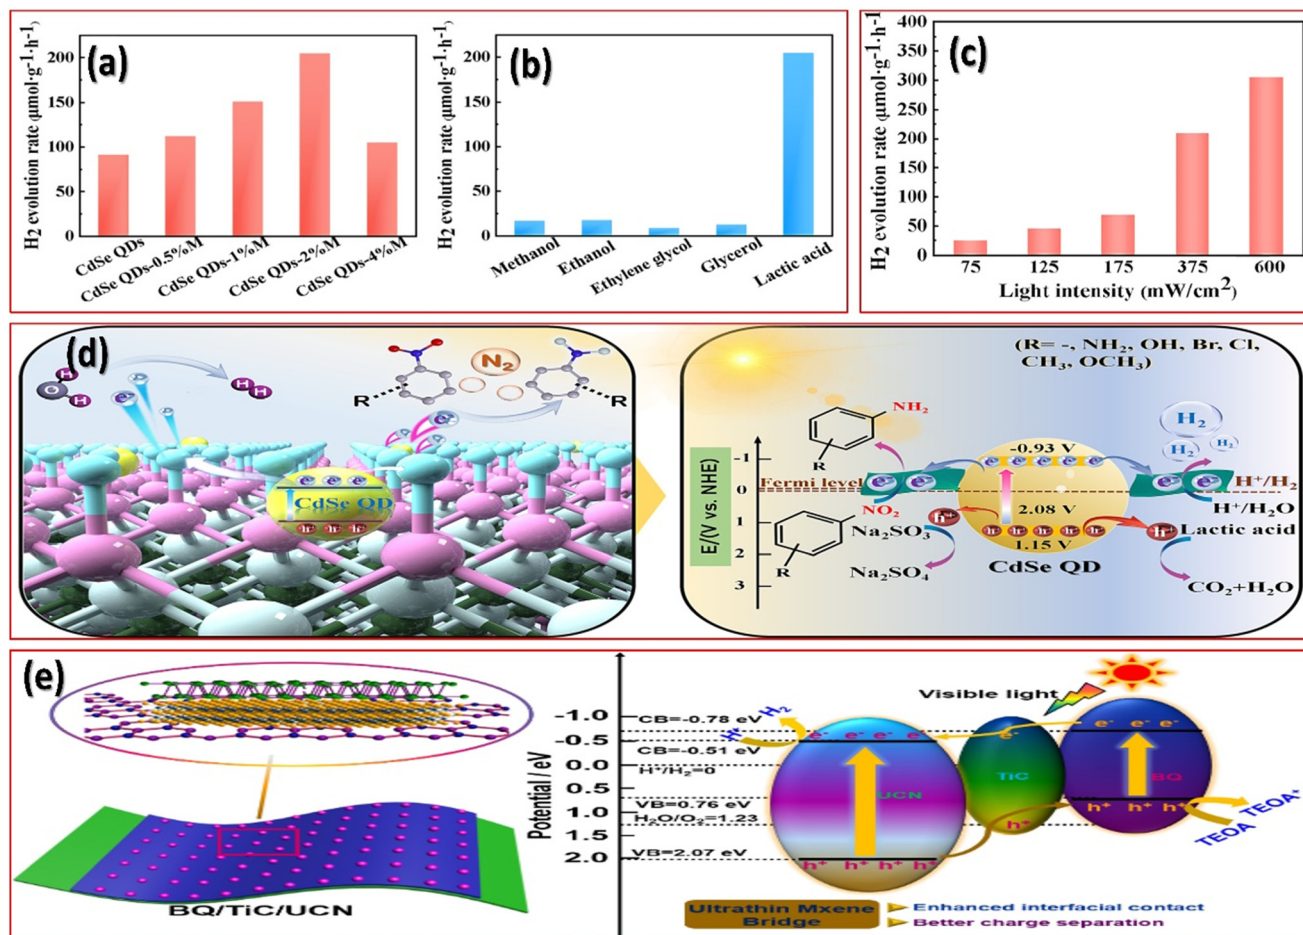 (a)
H2 evolution rate (μmol·g-1·h-1)
200
150
100
50
0
CdSe QDs
CdSe QDs-0.5%M
CdSe QDs-1%M
CdSe QDs-2%M
CdSe QDs-4%M
(b)
H2 evolution rate (μmol·g-1·h-1)
200
150
100
50
0
Methanol
Ethanol
Ethylene glycol
Glycerol
Lactic acid
(c)
H2 evolution rate (μmol·g-1·h-1)
400
350
300
250
200
150
100
50
0
75 125 175 375 600
Light intensity (mW/cm2)
(d)
H
O
H
H
H
N2
R
R
e-
e-
e-
e-
e-
e- e- e- e-
CdSe QD
h+ h+ h+ h+
(R= -, NH2, OH, Br, Cl,
CH3, OCH3)
NH2
R
H2
H2
H2
-0.93 V
e- e- e- e- e-
e- e-
e- e-
E/(V vs. NHE)
-1
0
1
2
3
Fermi level
H+/H2
NO2
H+/H2O
2.08 V
R
Na2SO3
h+
h+ h+ h+ h+ h+
h+
Lactic acid
1.15 V
Na2SO4
CdSe QD
CO2+H2O
(e)
BQ/TiC/UCN
Potential / eV
-1.0
-0.5
0.0
0.5
1.0
1.5
2.0
CB=-0.78 eV
CB=-0.51 eV
H+/H2=0
VB=0.76 eV
H2O/O2=1.23
VB=2.07 eV
H+
H2
e- e- e- e-
UCN
h+ h+ h+ h+
e-
TiC
h+
Visible light
e- e- e-
BQ
h+ h+ h+
TEOA
TEOA+
Ultrathin Mxene
Bridge
Enhanced interfacial contact
Better charge separation